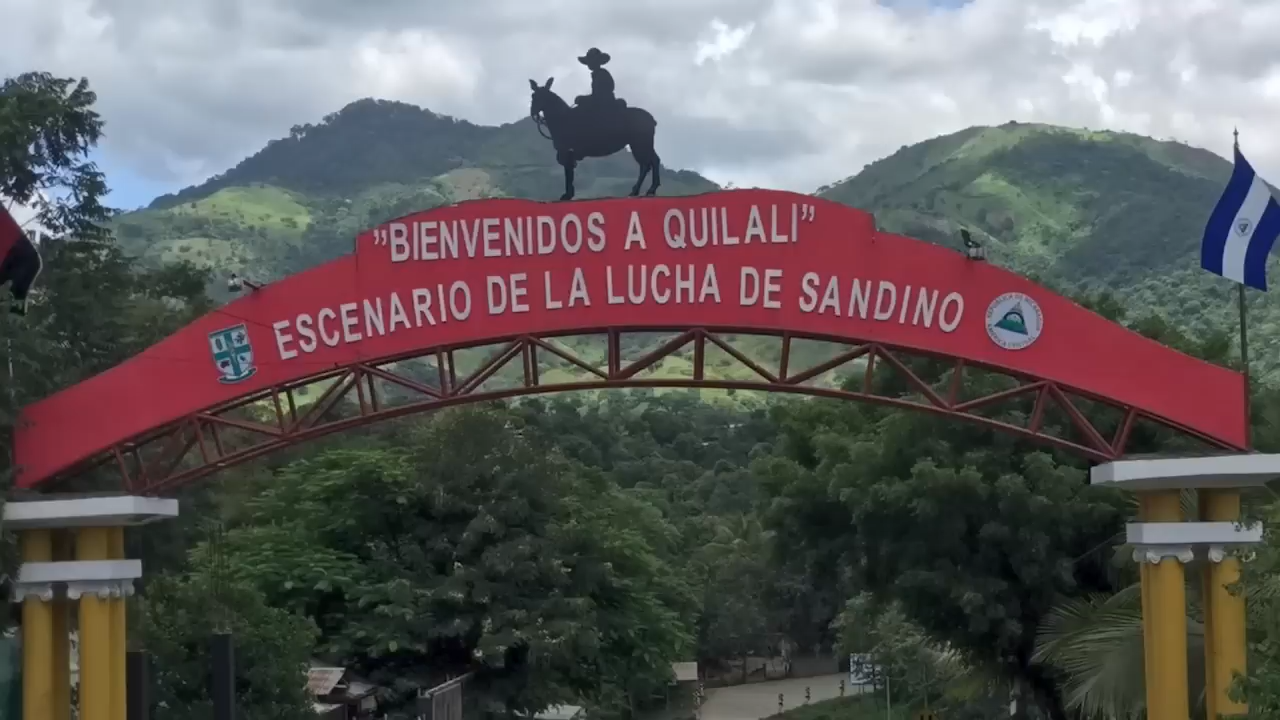 "BIENVENIDOS A QUILALI"
ESCENARIO DE LA LUCHA DE SANDINO